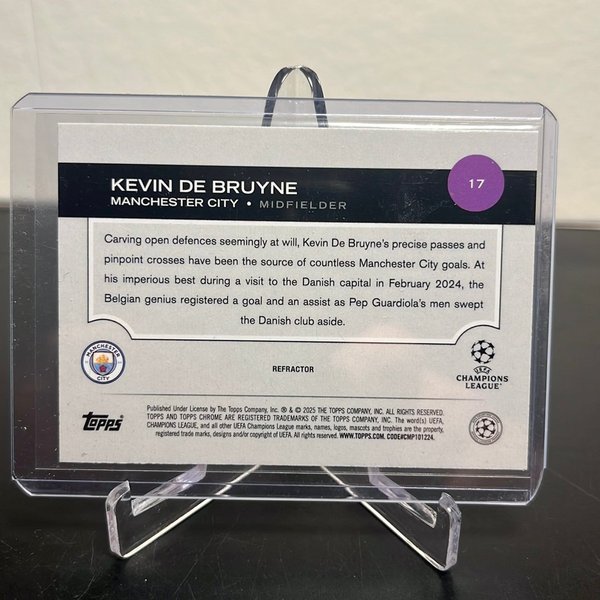 KEVIN DE BRUYNE
17
MANCHESTER CITY • MIDFIELDER
Carving open defences seemingly at will, Kevin De Bruyne's precise passes and
pinpoint crosses have been the source of countless Manchester City goals. At
his imperious best during a visit to the Danish capital in February 2024, the
Belgian genius registered a goal and an assist as Pep Guardiola's men swept
the Danish club aside.
MANCHESTER
CITY
REFRACTOR
UEFA
CHAMPIONS
LEAGUE
Topps
Published Under License by The Topps Company, Inc. ® & © 2025 THE TOPPS COMPANY, INC. ALL RIGHTS RESERVED.
TOPPS AND TOPPS CHROME ARE REGISTERED TRADEMARKS OF THE TOPPS COMPANY, INC. The word(s) UEFA,
CHAMPIONS LEAGUE, and all other UEFA Champions League marks, names, logos, mascots and trophies are the property,
registered trade marks, designs and/or copyright of UEFA. All rights reserved. WWW.TOPPS.COM. CODE#CMP101224.